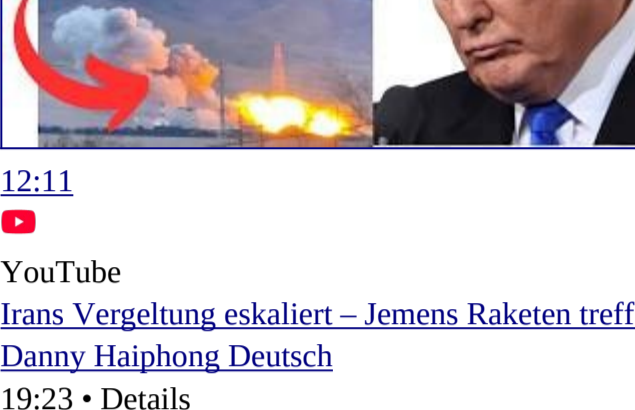 12:11
YouTube
Irans Vergeltung eskaliert – Jemens Raketen treff
Danny Haiphong Deutsch
19:23 • Details